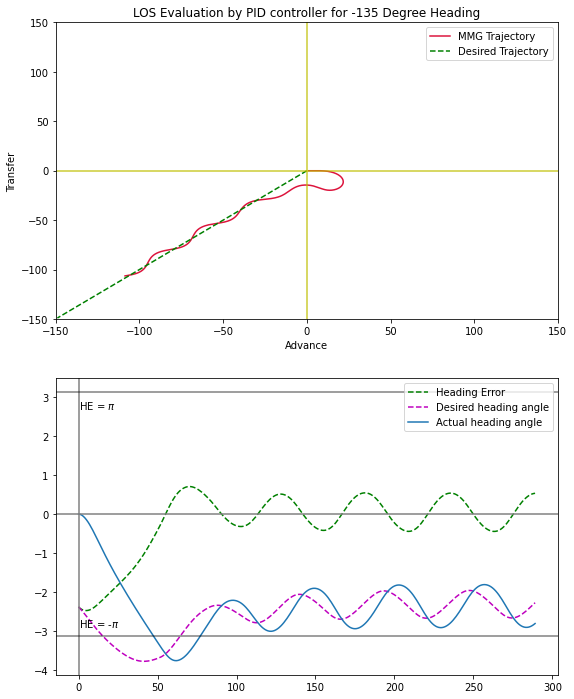 LOS Evaluation by PID controller for -135 Degree Heading
150
100
50
0
−50
−100
−150
Transfer
MMG Trajectory
Desired Trajectory
−150 −100 −50 0 50 100 150
Advance
3
2
1
0
−1
−2
−3
−4
HE = π
HE = -π
Heading Error
Desired heading angle
Actual heading angle
0 50 100 150 200 250 300